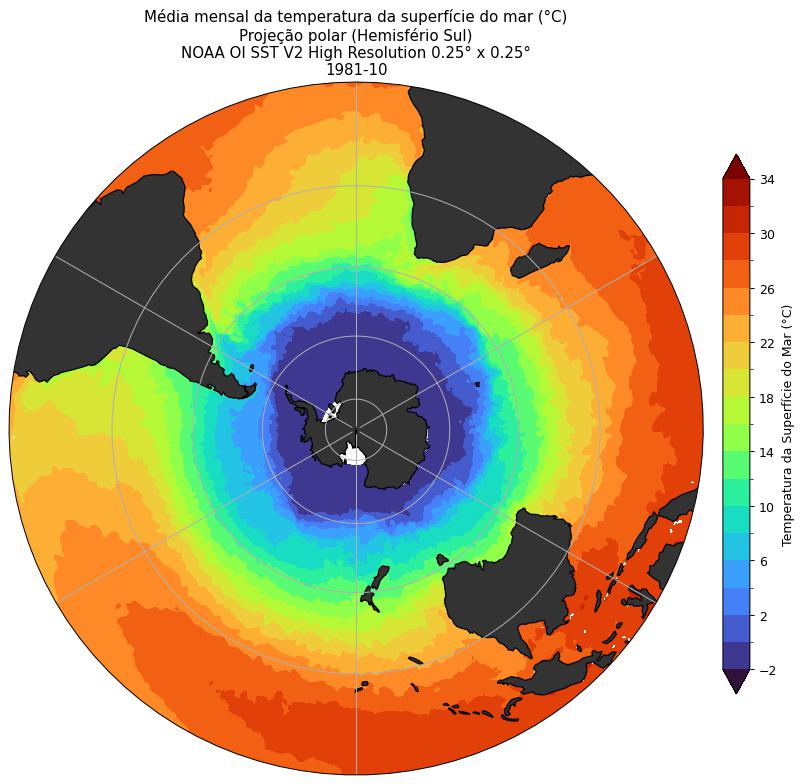 Média mensal da temperatura da superfície do mar (°C)
Projeção polar (Hemisfério Sul)
NOAA OI SST V2 High Resolution 0.25° x 0.25°
1981-10
34
30
26
22
18
14
10
6
2
−2
Temperatura da Superfície do Mar (°C)